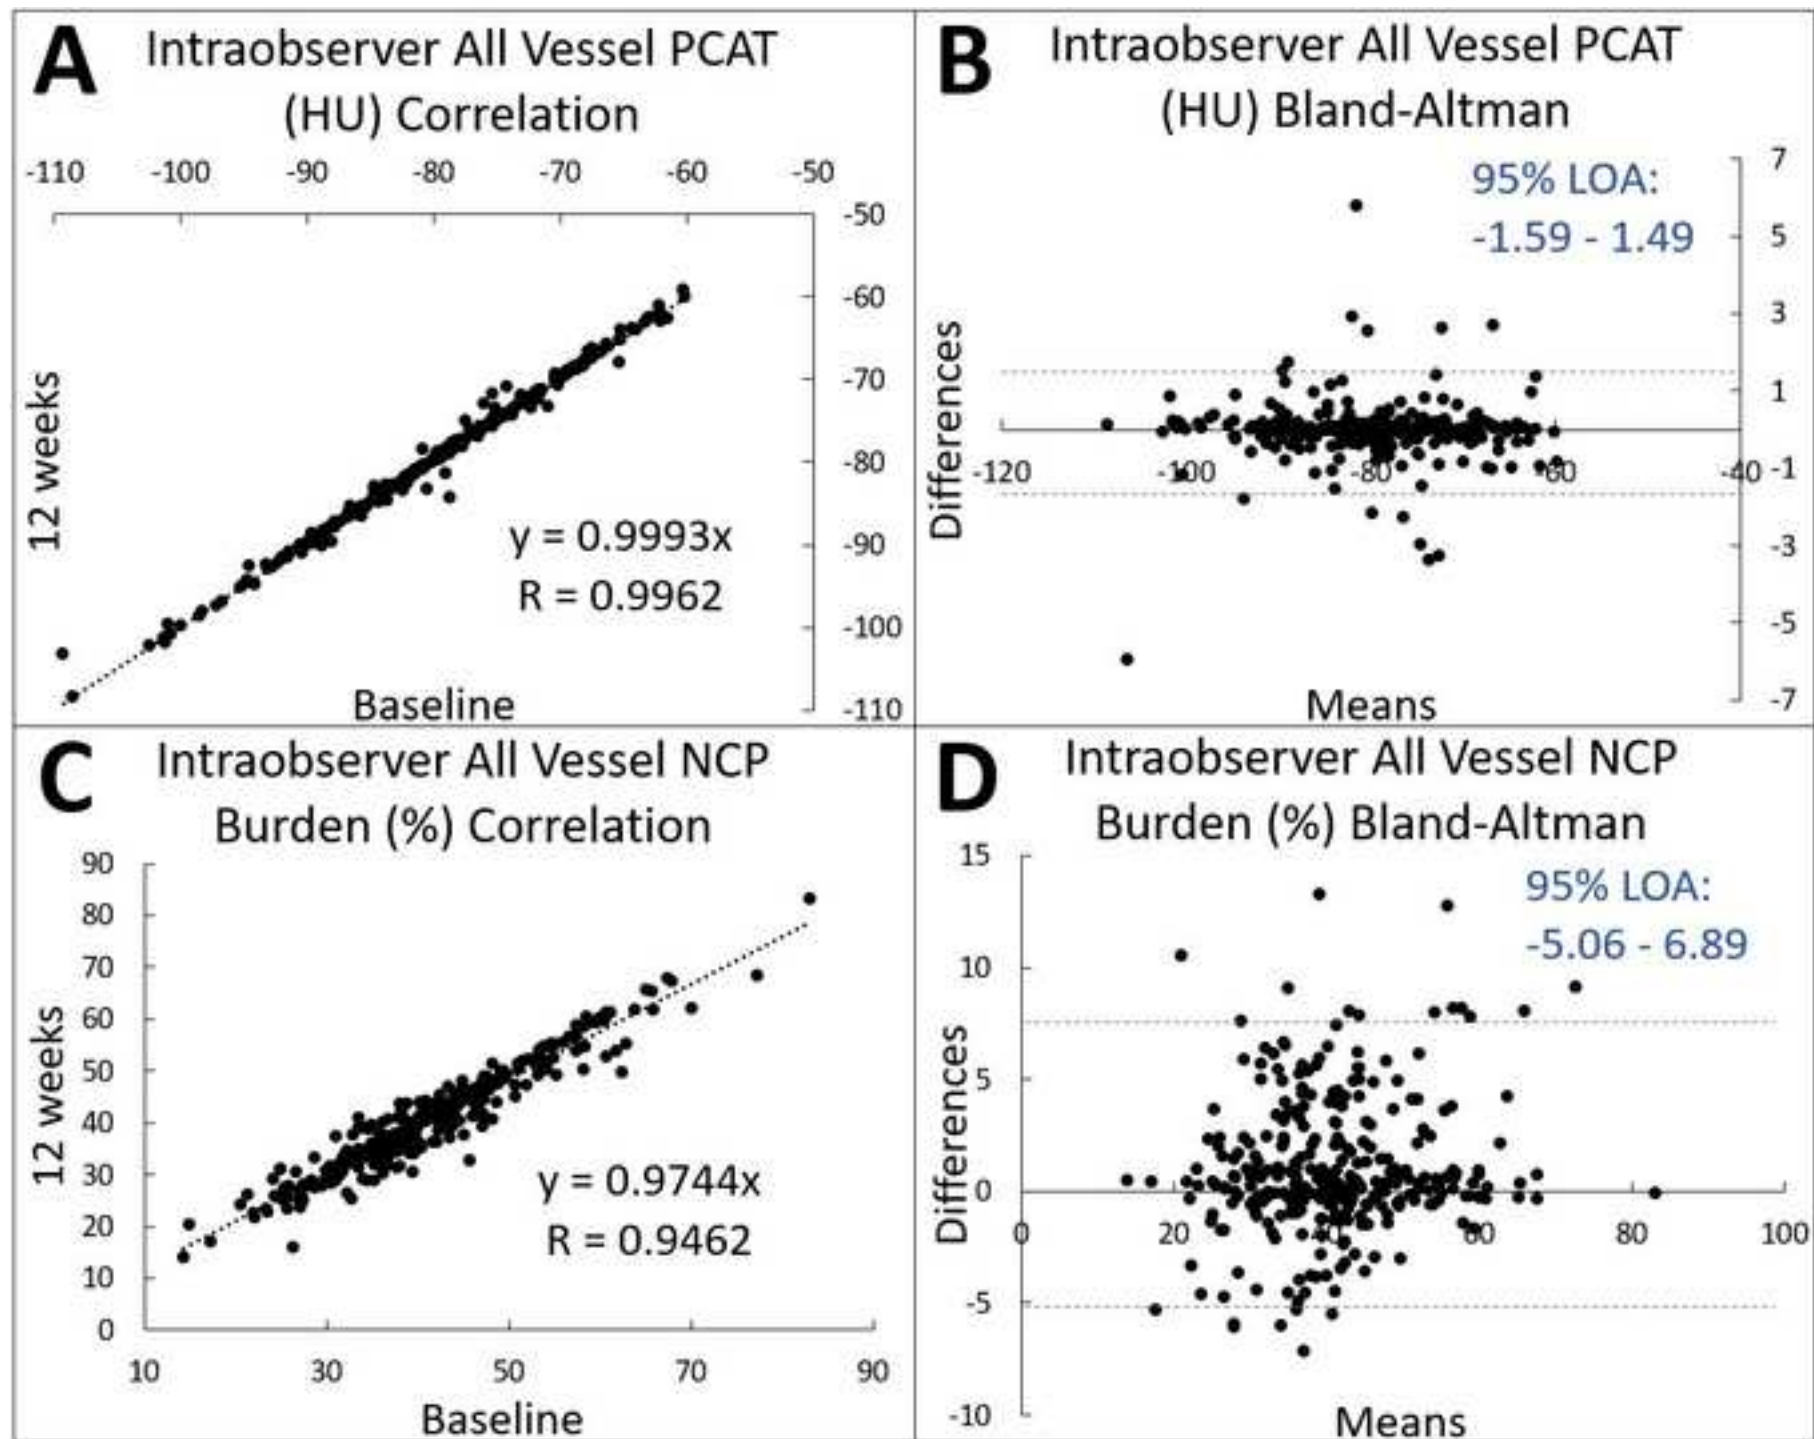 A
Intraobserver All Vessel PCAT
(HU) Correlation
-110 -100 -90 -80 -70 -60 -50
-50
-60
-70
-80
-90
-100
-110
12 weeks
y = 0.9993x
R = 0.9962
Baseline
B
Intraobserver All Vessel PCAT
(HU) Bland-Altman
95% LOA:
-1.59 - 1.49
7
5
3
1
-1
-3
-5
-7
Differences
-120 -100 -80 -60 -40
Means
C
Intraobserver All Vessel NCP
Burden (%) Correlation
90
80
70
60
50
40
30
20
10
0
12 weeks
y = 0.9744x
R = 0.9462
10 30 50 70 90
Baseline
D
Intraobserver All Vessel NCP
Burden (%) Bland-Altman
95% LOA:
-5.06 - 6.89
15
10
5
0
-5
-10
Differences
0 20 40 60 80 100
Means